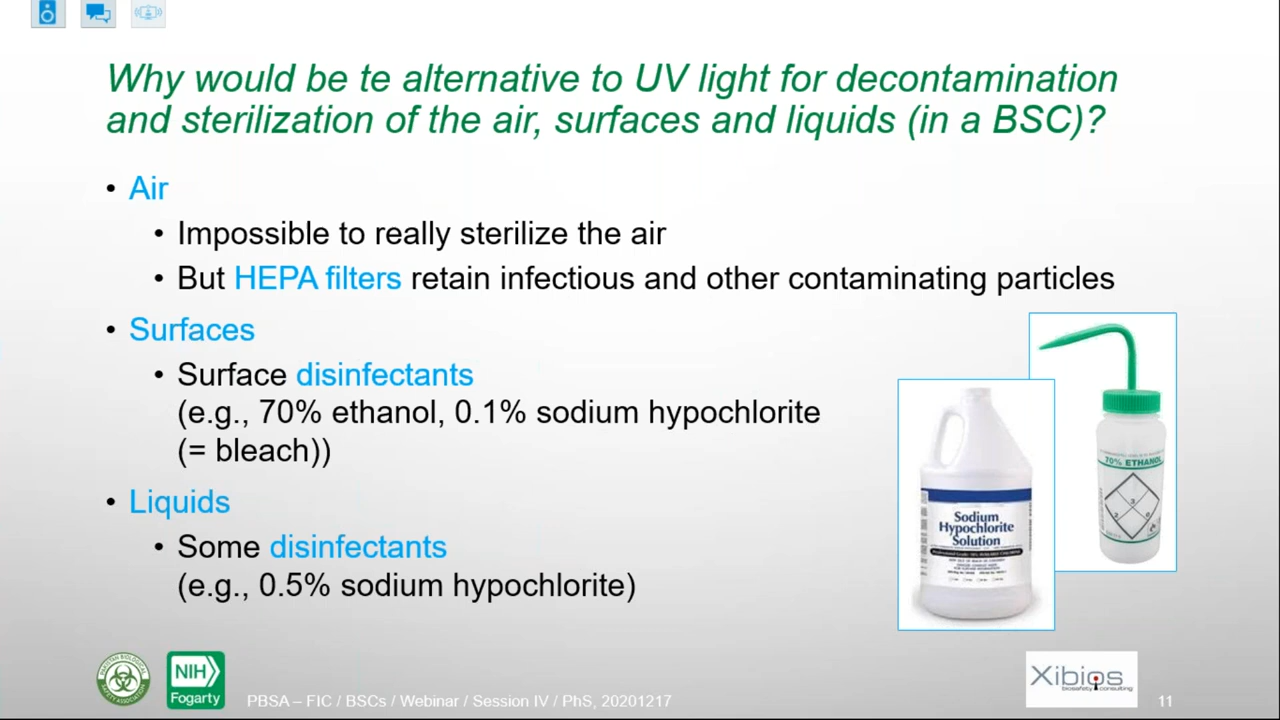 Why would be te alternative to UV light for decontamination
and sterilization of the air, surfaces and liquids (in a BSC)?
• Air
• Impossible to really sterilize the air
• But HEPA filters retain infectious and other contaminating particles
• Surfaces
• Surface disinfectants
(e.g., 70% ethanol, 0.1% sodium hypochlorite
(= bleach))
• Liquids
• Some disinfectants
(e.g., 0.5% sodium hypochlorite)
70% ETHANOL
Sodium
Hypochlorite
Solution
NIH
Fogarty
PBSA – FIC / BSCs / Webinar / Session IV / PhS, 20201217
Xibios
biosafety consulting
11